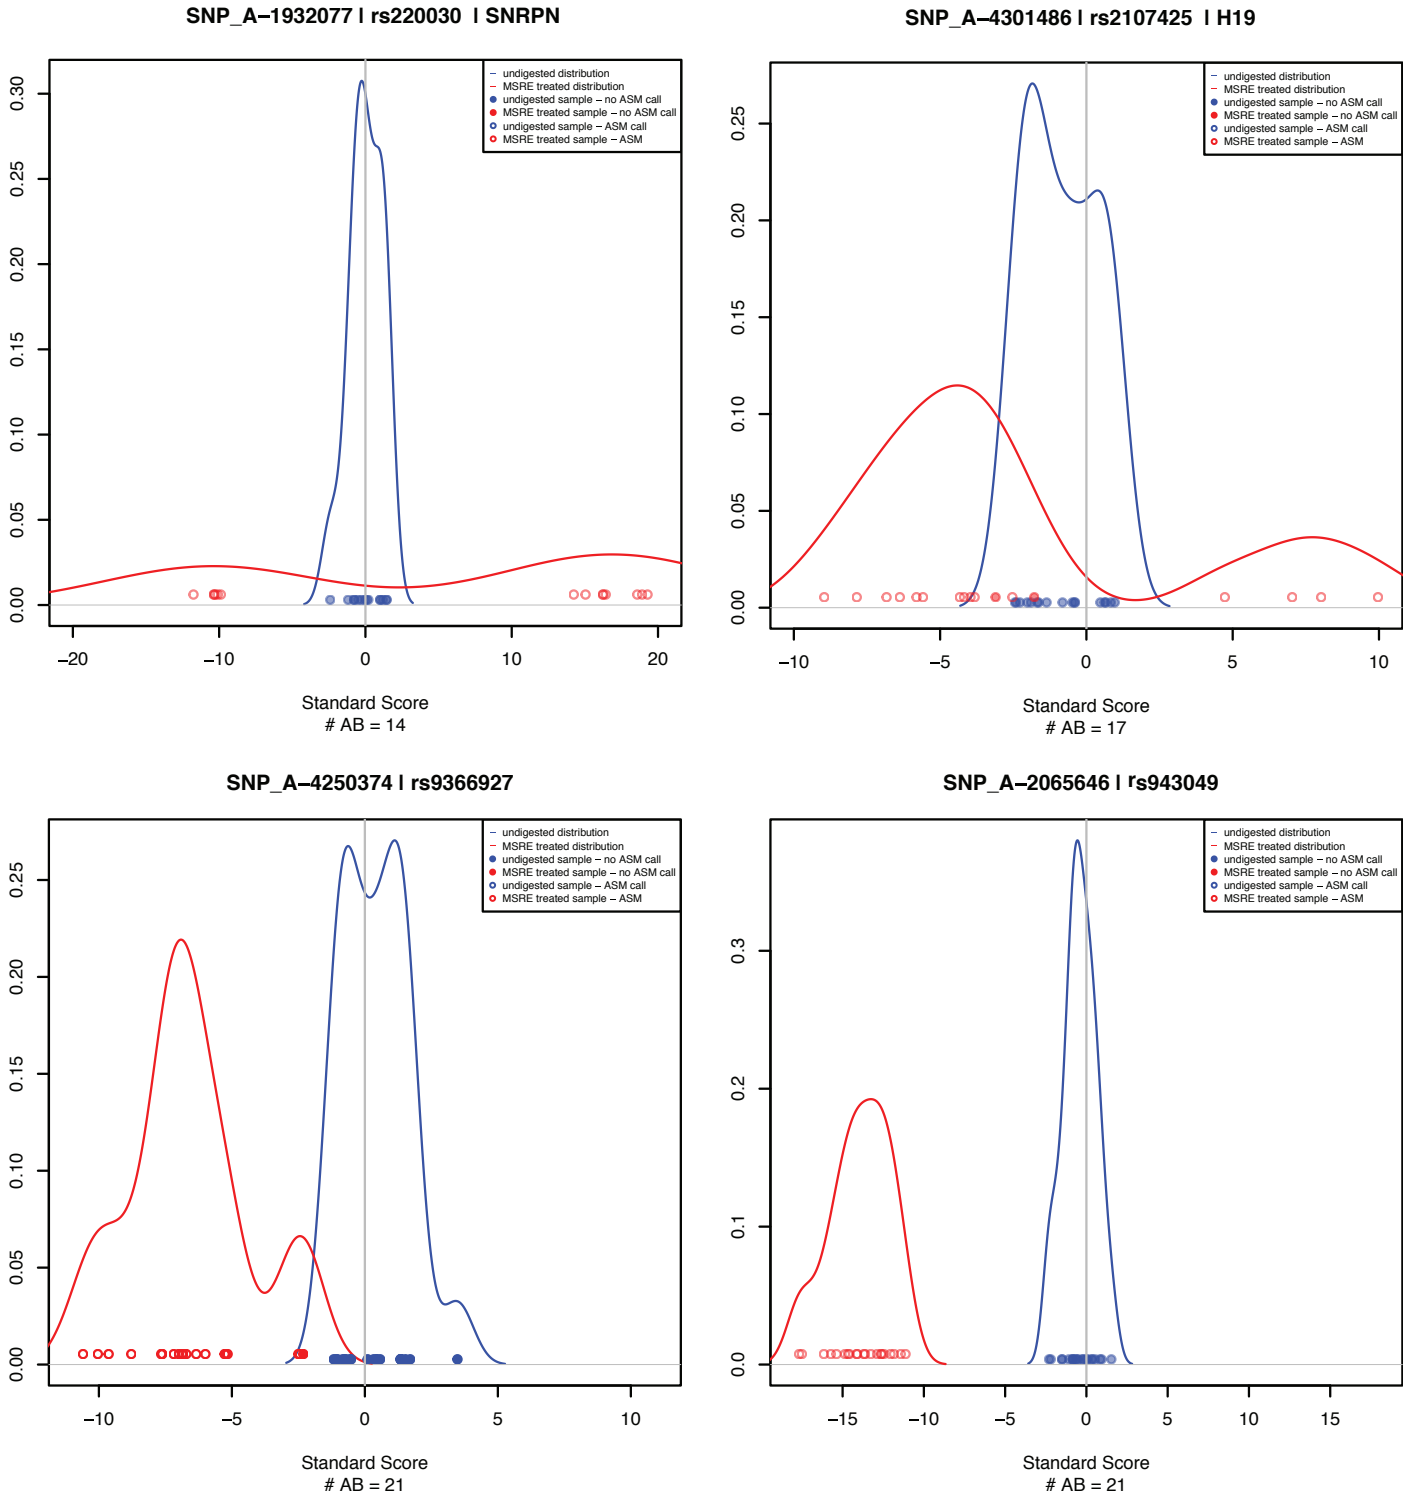 SNP_A−1932077 | rs220030 | SNRPN
undigested distribution
MSRE treated distribution
undigested sample − no ASM call
MSRE treated sample − no ASM call
undigested sample − ASM call
MSRE treated sample − ASM
0.30
0.25
0.20
0.15
0.10
0.05
0.00
−20 −10 0 10 20
Standard Score
# AB = 14
SNP_A−4301486 | rs2107425 | H19
undigested distribution
MSRE treated distribution
undigested sample − no ASM call
MSRE treated sample − no ASM call
undigested sample − ASM call
MSRE treated sample − ASM
0.25
0.20
0.15
0.10
0.05
0.00
−10 −5 0 5 10
Standard Score
# AB = 17
SNP_A−4250374 | rs9366927
undigested distribution
MSRE treated distribution
undigested sample − no ASM call
MSRE treated sample − no ASM call
undigested sample − ASM call
MSRE treated sample − ASM
0.25
0.20
0.15
0.10
0.05
0.00
−10 −5 0 5 10
Standard Score
# AB = 21
SNP_A−2065646 | rs943049
undigested distribution
MSRE treated distribution
undigested sample − no ASM call
MSRE treated sample − no ASM call
undigested sample − ASM call
MSRE treated sample − ASM
0.3
0.2
0.1
0.0
−15 −10 −5 0 5 10 15
Standard Score
# AB = 21